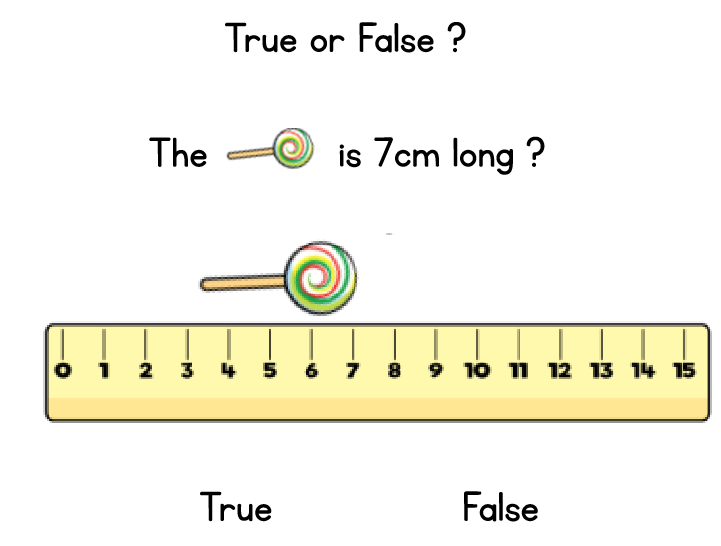 True or False ?
The is 7cm long ?
0 1 2 3 4 5 6 7 8 9 10 11 12 13 14 15
True False